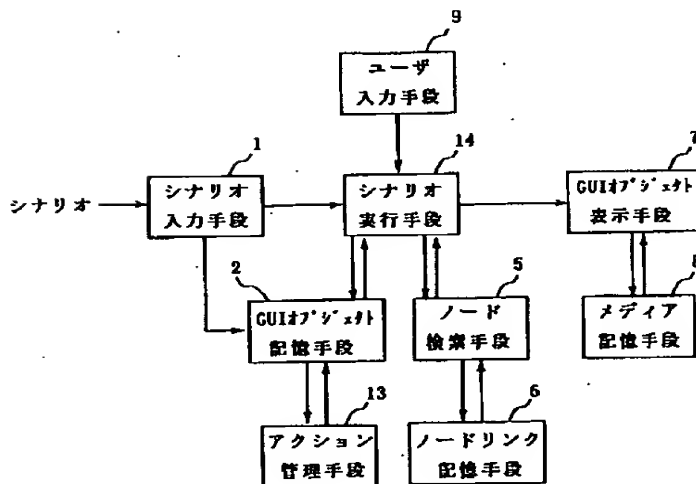 9
ユーザ
入力手段
1
14
7
シナリオ
シナリオ
入力手段
シナリオ
実行手段
GUIオブジェクト
表示手段
2
5
8
GUIオブジェクト
記憶手段
ノード
検索手段
メディア
記憶手段
13
6
アクション
管理手段
ノードリンク
記憶手段